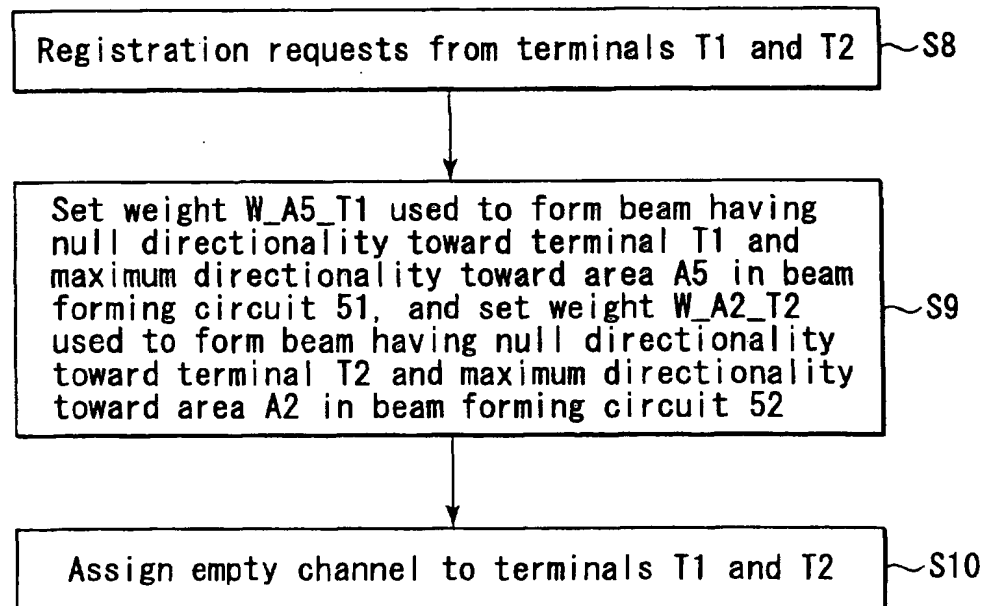 Registration requests from terminals T1 and T2
S8
Set weight W_A5_T1 used to form beam having
null directionality toward terminal T1 and
maximum directionality toward area A5 in beam
forming circuit 51, and set weight W_A2_T2
used to form beam having null directionality
toward terminal T2 and maximum directionality
toward area A2 in beam forming circuit 52
S9
Assign empty channel to terminals T1 and T2
S10